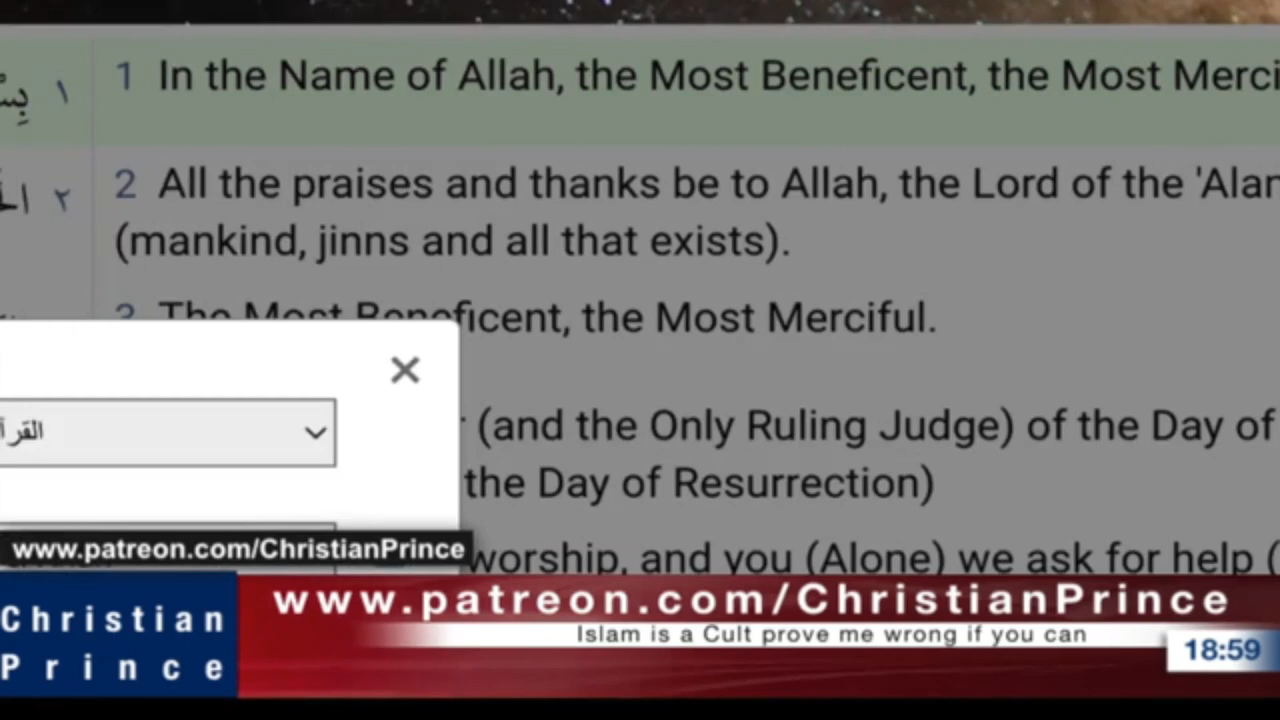 1 In the Name of Allah, the Most Beneficent, the Most Merci
١
2 All the praises and thanks be to Allah, the Lord of the 'Alan
٢
(mankind, jinns and all that exists).
3 The Most Beneficent, the Most Merciful.
(and the Only Ruling Judge) of the Day of
القرآ
the Day of Resurrection)
worship, and you (Alone) we ask for help (
www.patreon.com/ChristianPrince
www.patreon.com/ChristianPrince
Islam is a Cult prove me wrong if you can
Christian
Prince
18:59